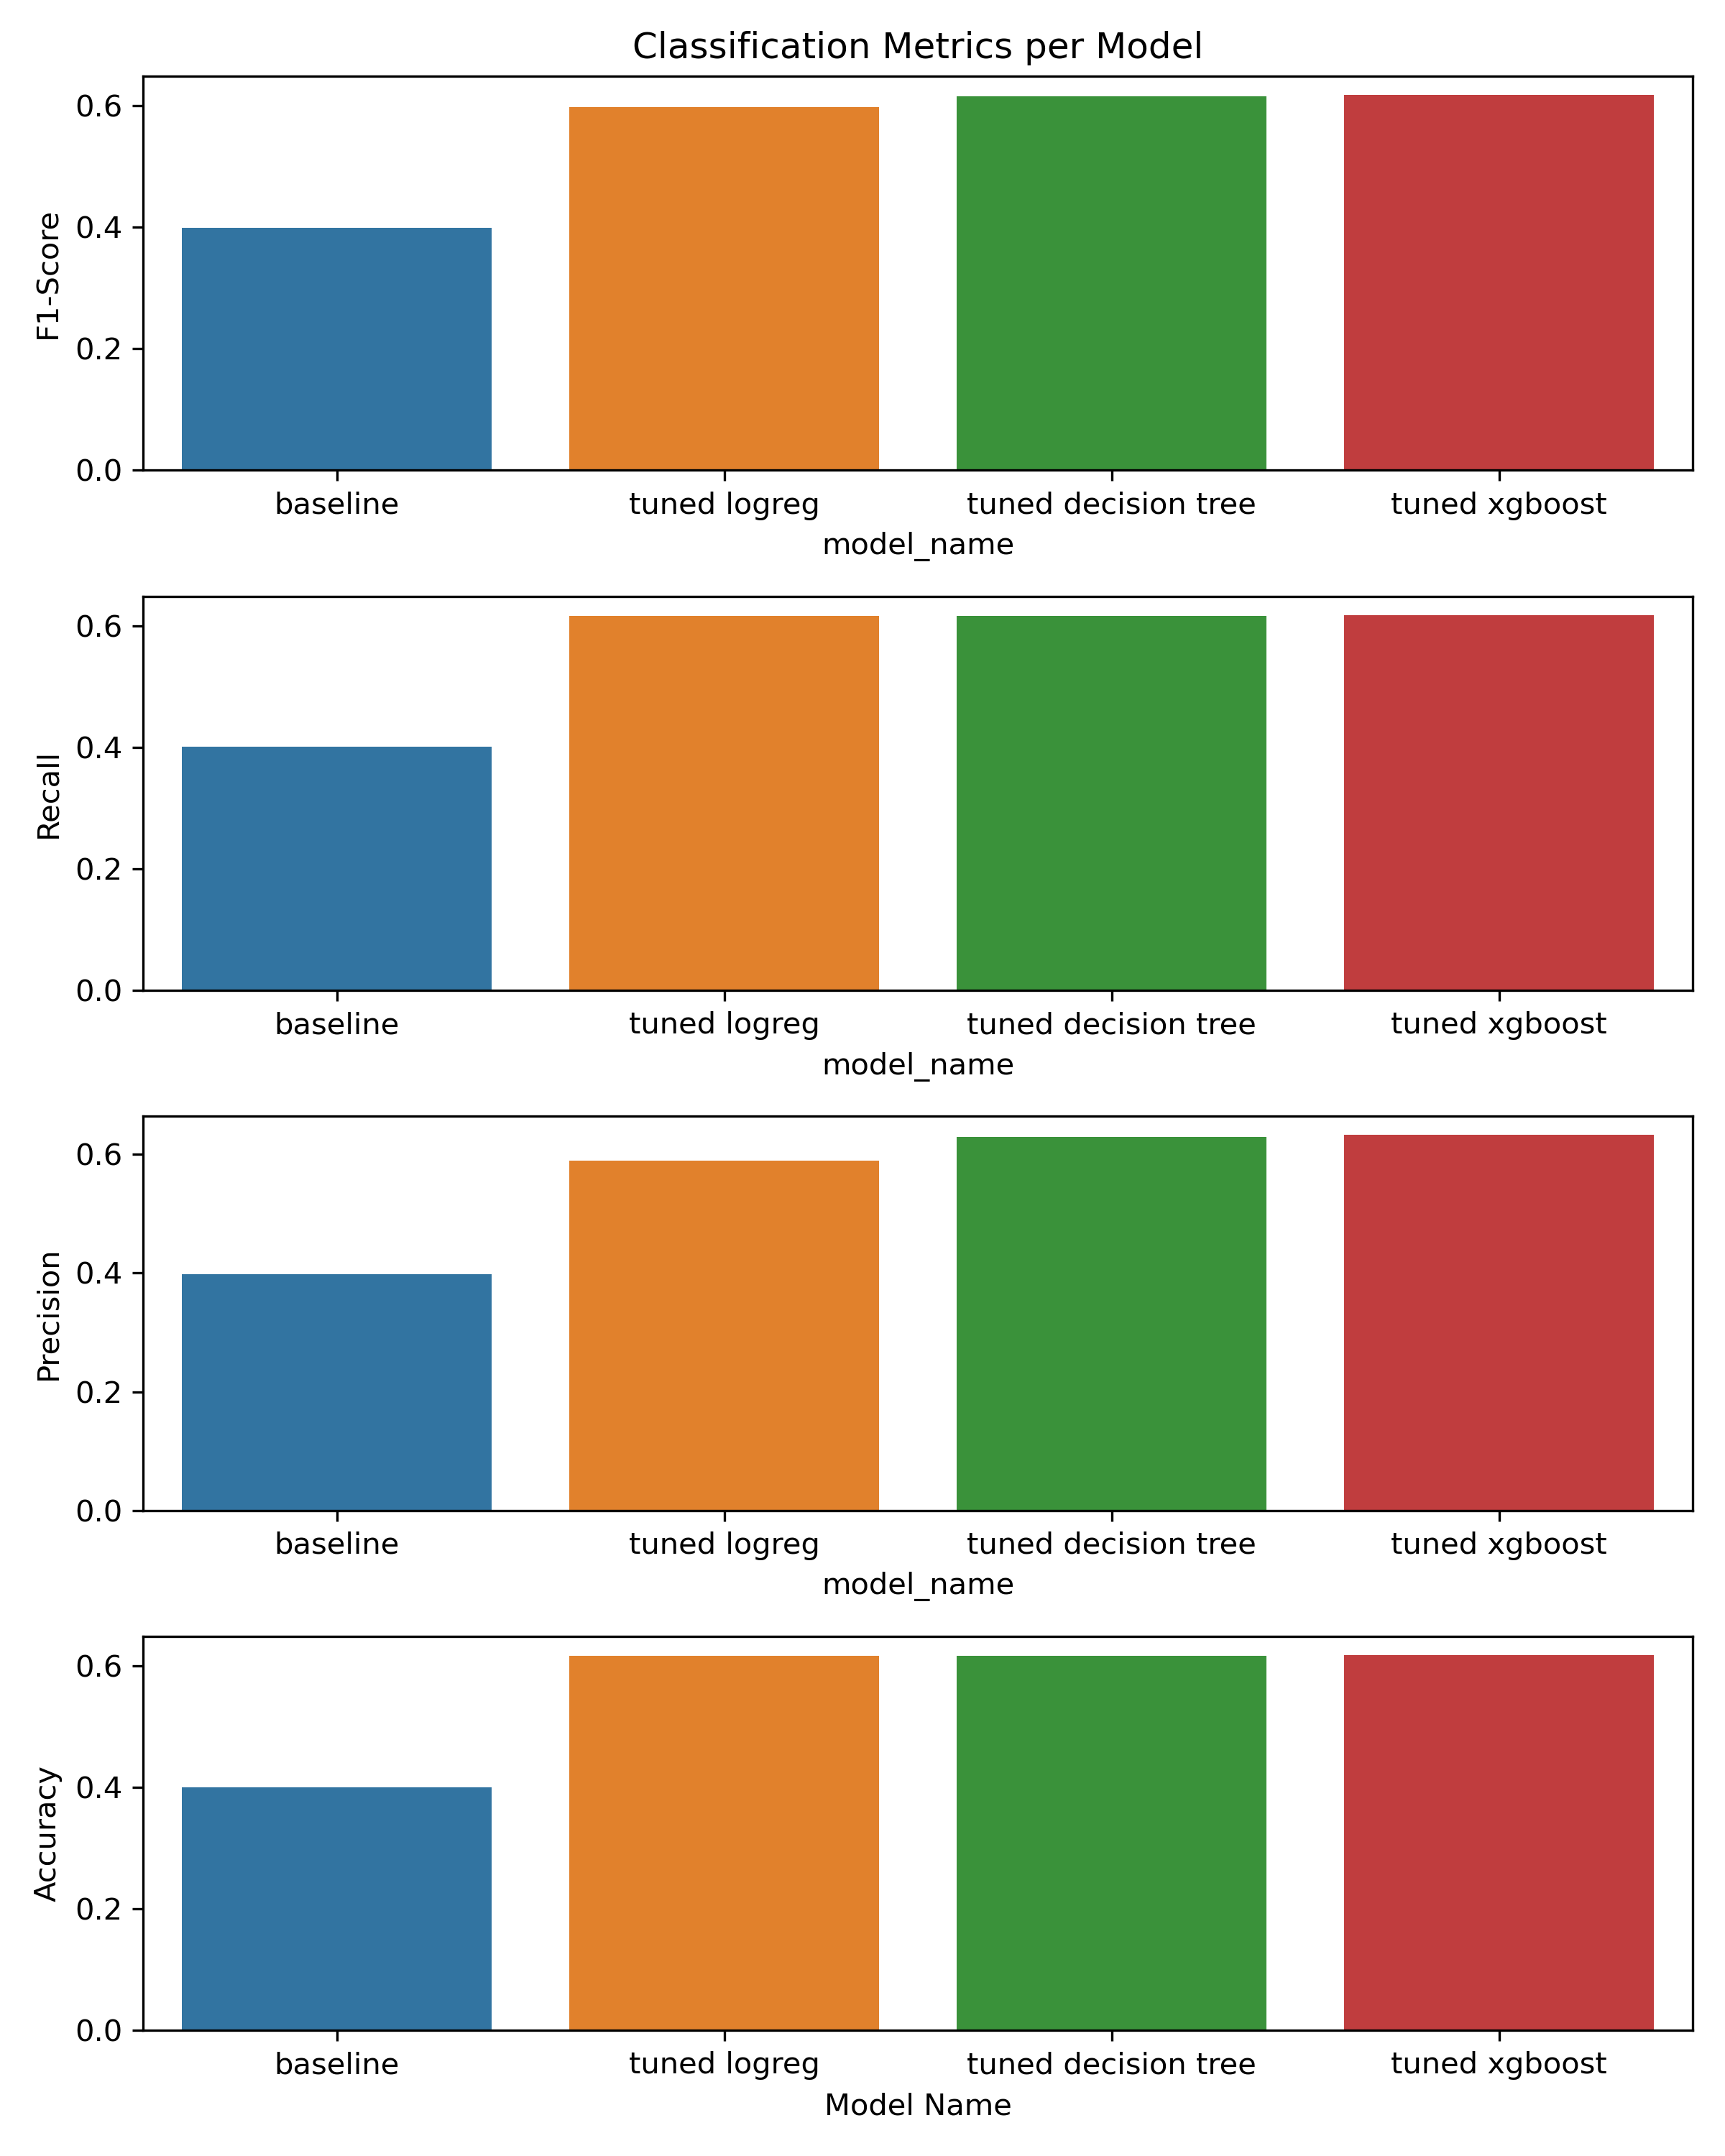 Classification Metrics per Model
0.6
0.4
0.2
0.0
F1-Score
baseline tuned logreg tuned decision tree tuned xgboost
model_name
0.6
0.4
0.2
0.0
Recall
baseline tuned logreg tuned decision tree tuned xgboost
model_name
0.6
0.4
0.2
0.0
Precision
baseline tuned logreg tuned decision tree tuned xgboost
model_name
0.6
0.4
0.2
0.0
Accuracy
baseline tuned logreg tuned decision tree tuned xgboost
Model Name